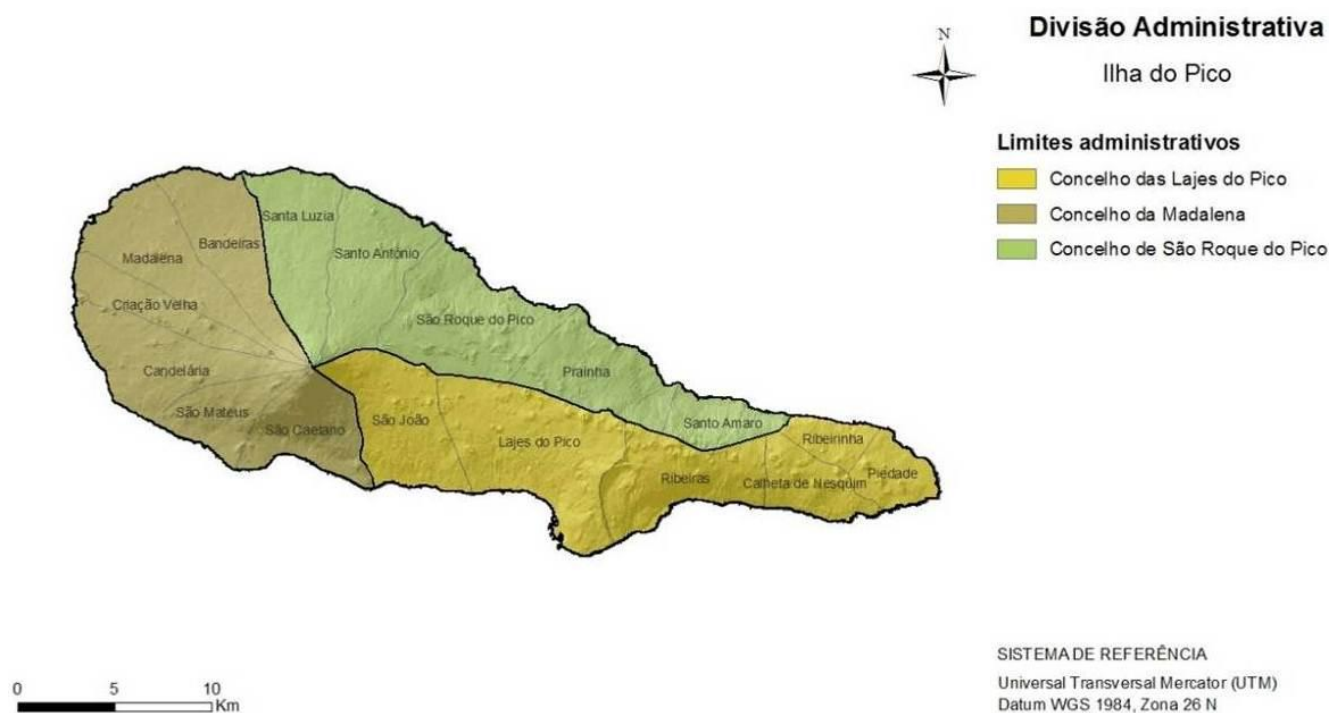 Divisão Administrativa
Ilha do Pico
N
Limites administrativos
Concelho das Lajes do Pico
Concelho da Madalena
Concelho de São Roque do Pico
Santa Luzia
Bandeiras
Santo António
Madalena
Criação Velha
São Roque do Pico
Candelária
Prainha
São Mateus
São Caetano
São João
Santo Amaro
Lajes do Pico
Ribeirinha
Ribeiras
Calheta de Nesquim
Piedade
0 5 10
Km
SISTEMA DE REFERÊNCIA
Universal Transversal Mercator (UTM)
Datum WGS 1984, Zona 26 N